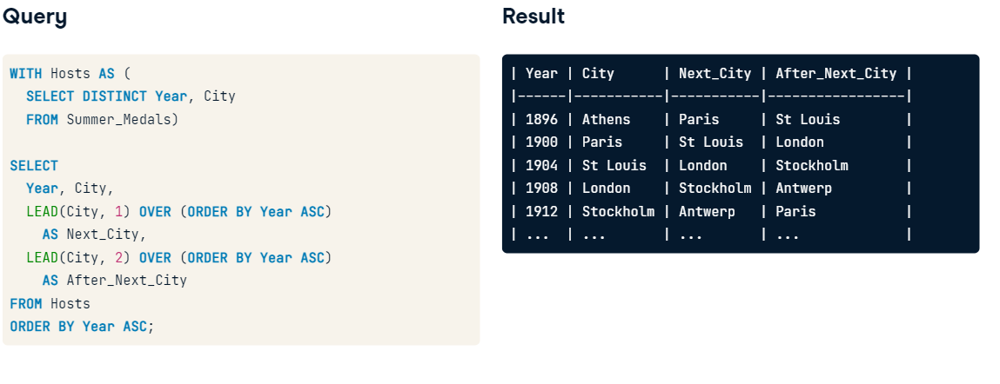 Query
WITH Hosts AS (
  SELECT DISTINCT Year, City
  FROM Summer_Medals)
SELECT
  Year, City,
  LEAD(City, 1) OVER (ORDER BY Year ASC)
    AS Next_City,
  LEAD(City, 2) OVER (ORDER BY Year ASC)
    AS After_Next_City
FROM Hosts
ORDER BY Year ASC;
Result
| Year | City      | Next_City | After_Next_City |
|------|-----------|-----------|-----------------|
| 1896 | Athens    | Paris     | St Louis        |
| 1900 | Paris     | St Louis  | London          |
| 1904 | St Louis  | London    | Stockholm       |
| 1908 | London    | Stockholm | Antwerp         |
| 1912 | Stockholm | Antwerp   | Paris           |
| ...  | ...       | ...       | ...             |